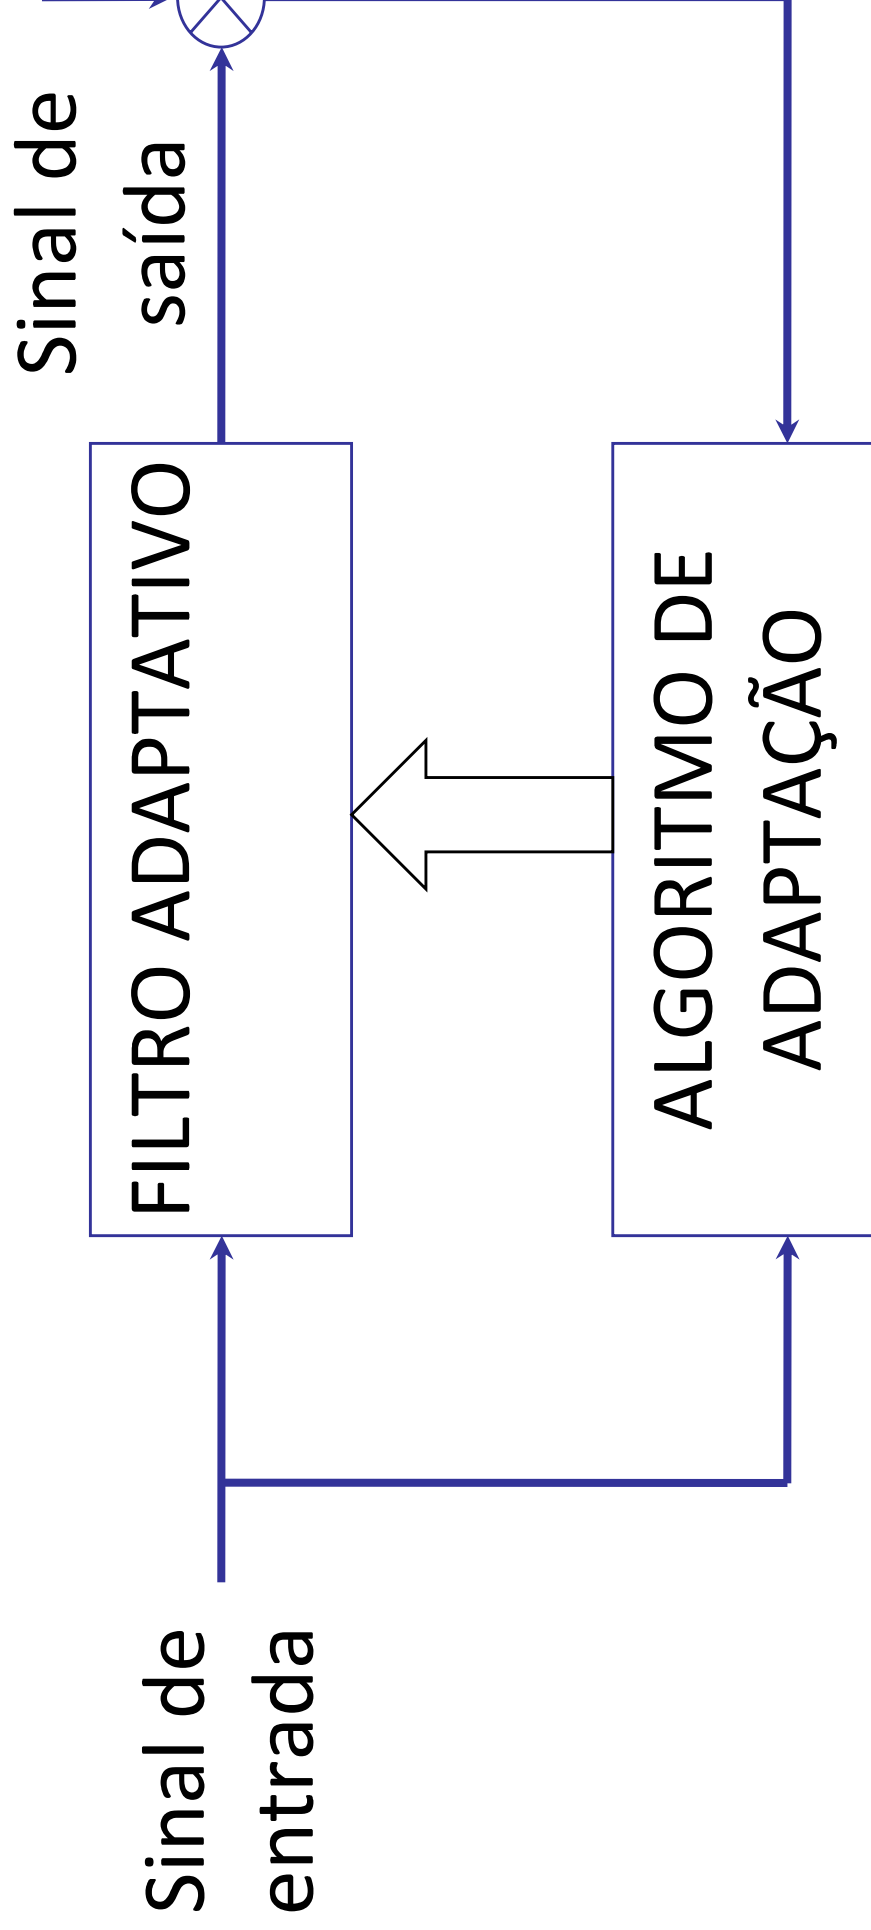 Sinal de
entrada
FILTRO ADAPTATIVO
Sinal de
saída
ALGORITMO DE
ADAPTAÇÃO